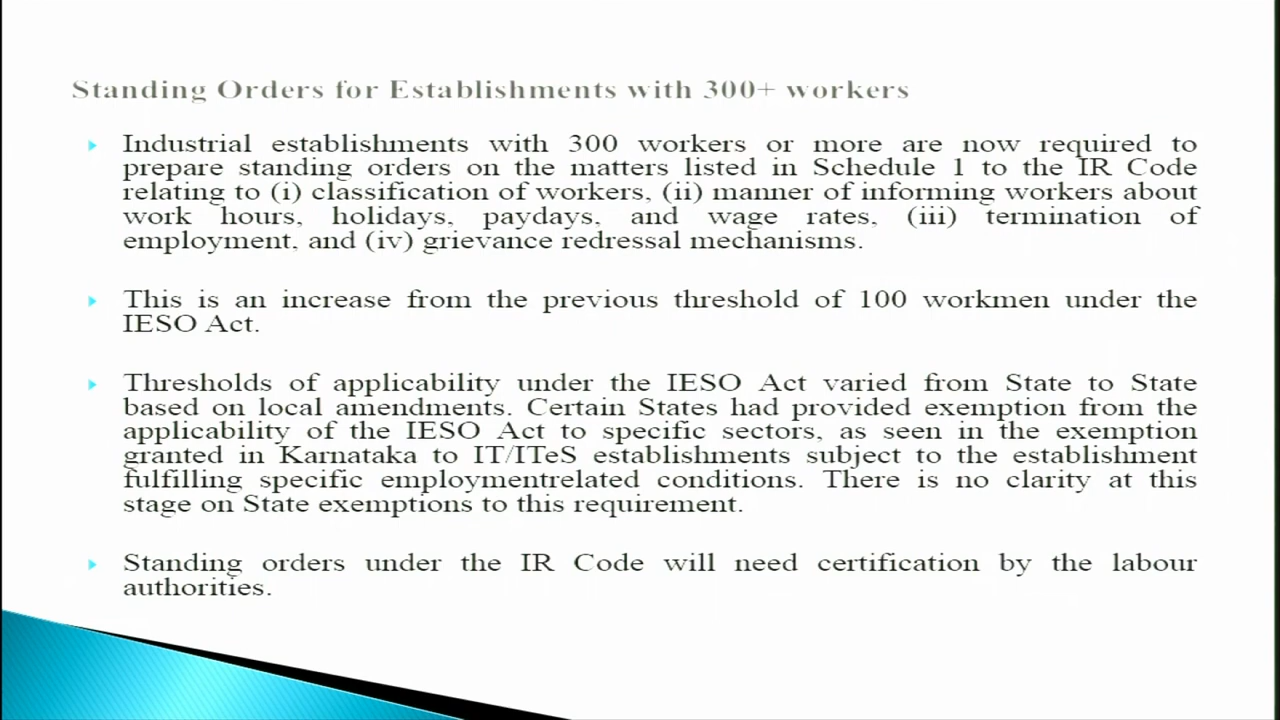 Standing Orders for Establishments with 300+ workers
Industrial establishments with 300 workers or more are now required to
prepare standing orders on the matters listed in Schedule 1 to the IR Code
relating to (i) classification of workers, (ii) manner of informing workers about
work hours, holidays, paydays, and wage rates, (iii) termination of
employment, and (iv) grievance redressal mechanisms.
This is an increase from the previous threshold of 100 workmen under the
IESO Act.
Thresholds of applicability under the IESO Act varied from State to State
based on local amendments. Certain States had provided exemption from the
applicability of the IESO Act to specific sectors, as seen in the exemption
granted in Karnataka to IT/ITeS establishments subject to the establishment
fulfilling specific employmentrelated conditions. There is no clarity at this
stage on State exemptions to this requirement.
Standing orders under the IR Code will need certification by the labour
authorities.